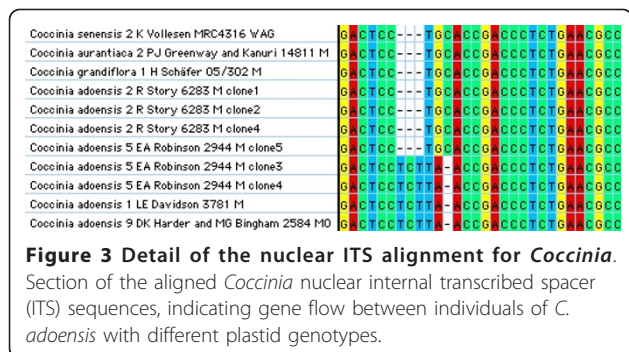 Coccinia senensis 2 K Vollesen MRC4316 WAG GACTCC---TGCACCGACCCTCTGAACGCC
Coccinia aurantiaca 2 PJ Greenway and Kanuri 14811 M GACTCC---TGCACCGACCCTCTGAACGCC
Coccinia grandiflora 1 H Schäfer 05/302 M GACTCC---TGCACCGACCCTCTGAACGCC
Coccinia adoensis 2 R Story 6283 M clone1 GACTCC---TGCACCGACCCTCTGAACGCC
Coccinia adoensis 2 R Story 6283 M clone2 GACTCC---TGCACCGACCCTCTGAACGCC
Coccinia adoensis 2 R Story 6283 M clone4 GACTCC---TGCACCGACCCTCTGAACGCC
Coccinia adoensis 5 EA Robinson 2944 M clone5 GACTCC---TGCACCGACCCTCTGAACGCC
Coccinia adoensis 5 EA Robinson 2944 M clone3 GACTCCTCTTA-ACCGACCCTCTGAACGCC
Coccinia adoensis 5 EA Robinson 2944 M clone4 GACTCCTCTTA-ACCGACCCTCTGAACGCC
Coccinia adoensis 1 LE Davidson 3781 M GACTCCTCTTA-ACCGACCCTCTGAACGCC
Coccinia adoensis 9 DK Harder and MG Bingham 2584 MO GACTCCTCTTA-ACCGACCCTCTGAACGCC
Figure 3 Detail of the nuclear ITS alignment for Coccinia.
Section of the aligned Coccinia nuclear internal transcribed spacer
(ITS) sequences, indicating gene flow between individuals of C.
adoensis with different plastid genotypes.